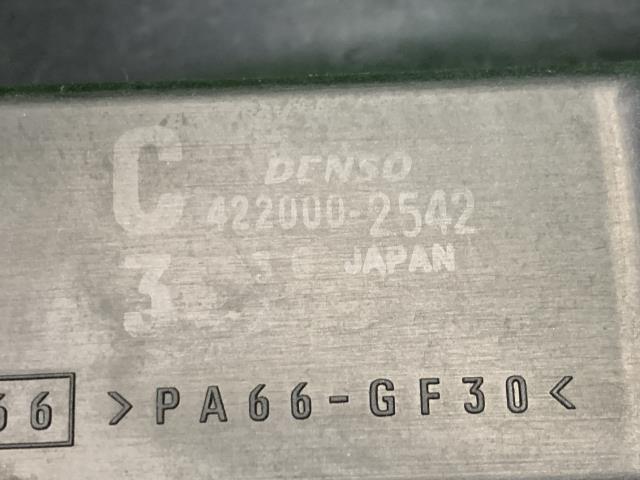 C DENSO
422000-2542
3 JAPAN
66 >PA66-GF30<